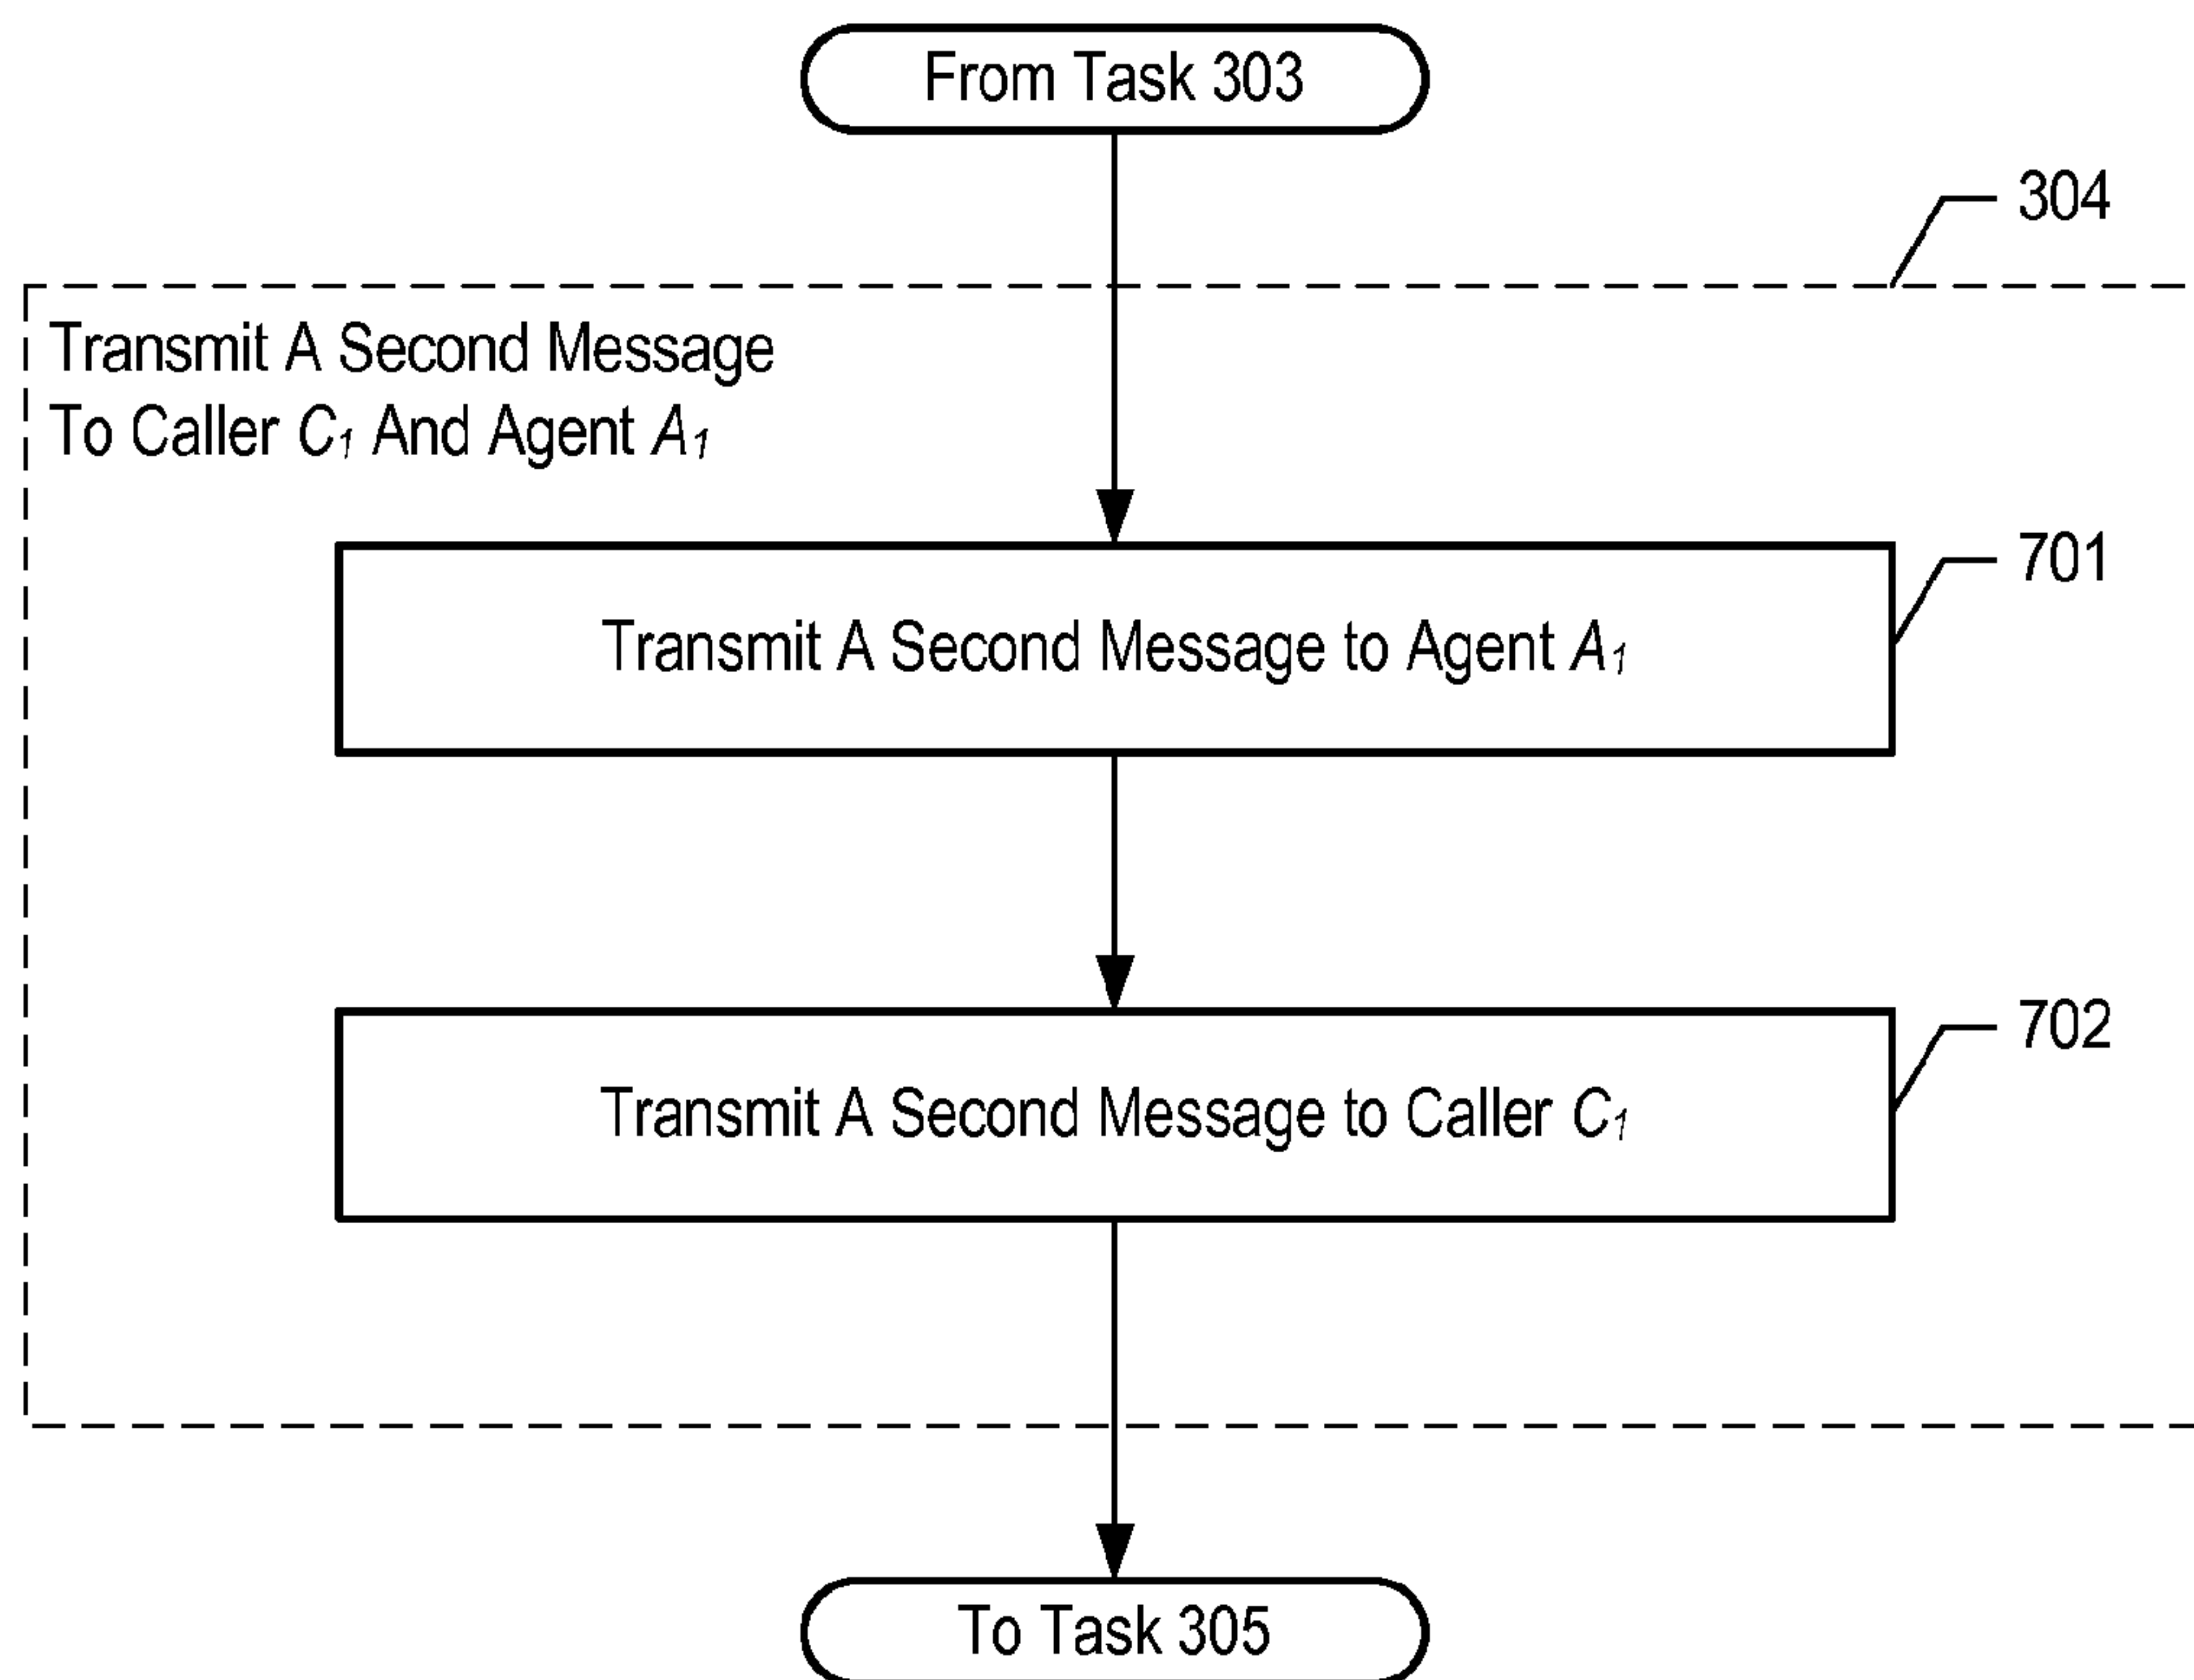 From Task 303
304
Transmit A Second Message
To Caller C₁ And Agent A₁
701
Transmit A Second Message to Agent A₁
702
Transmit A Second Message to Caller C₁
To Task 305